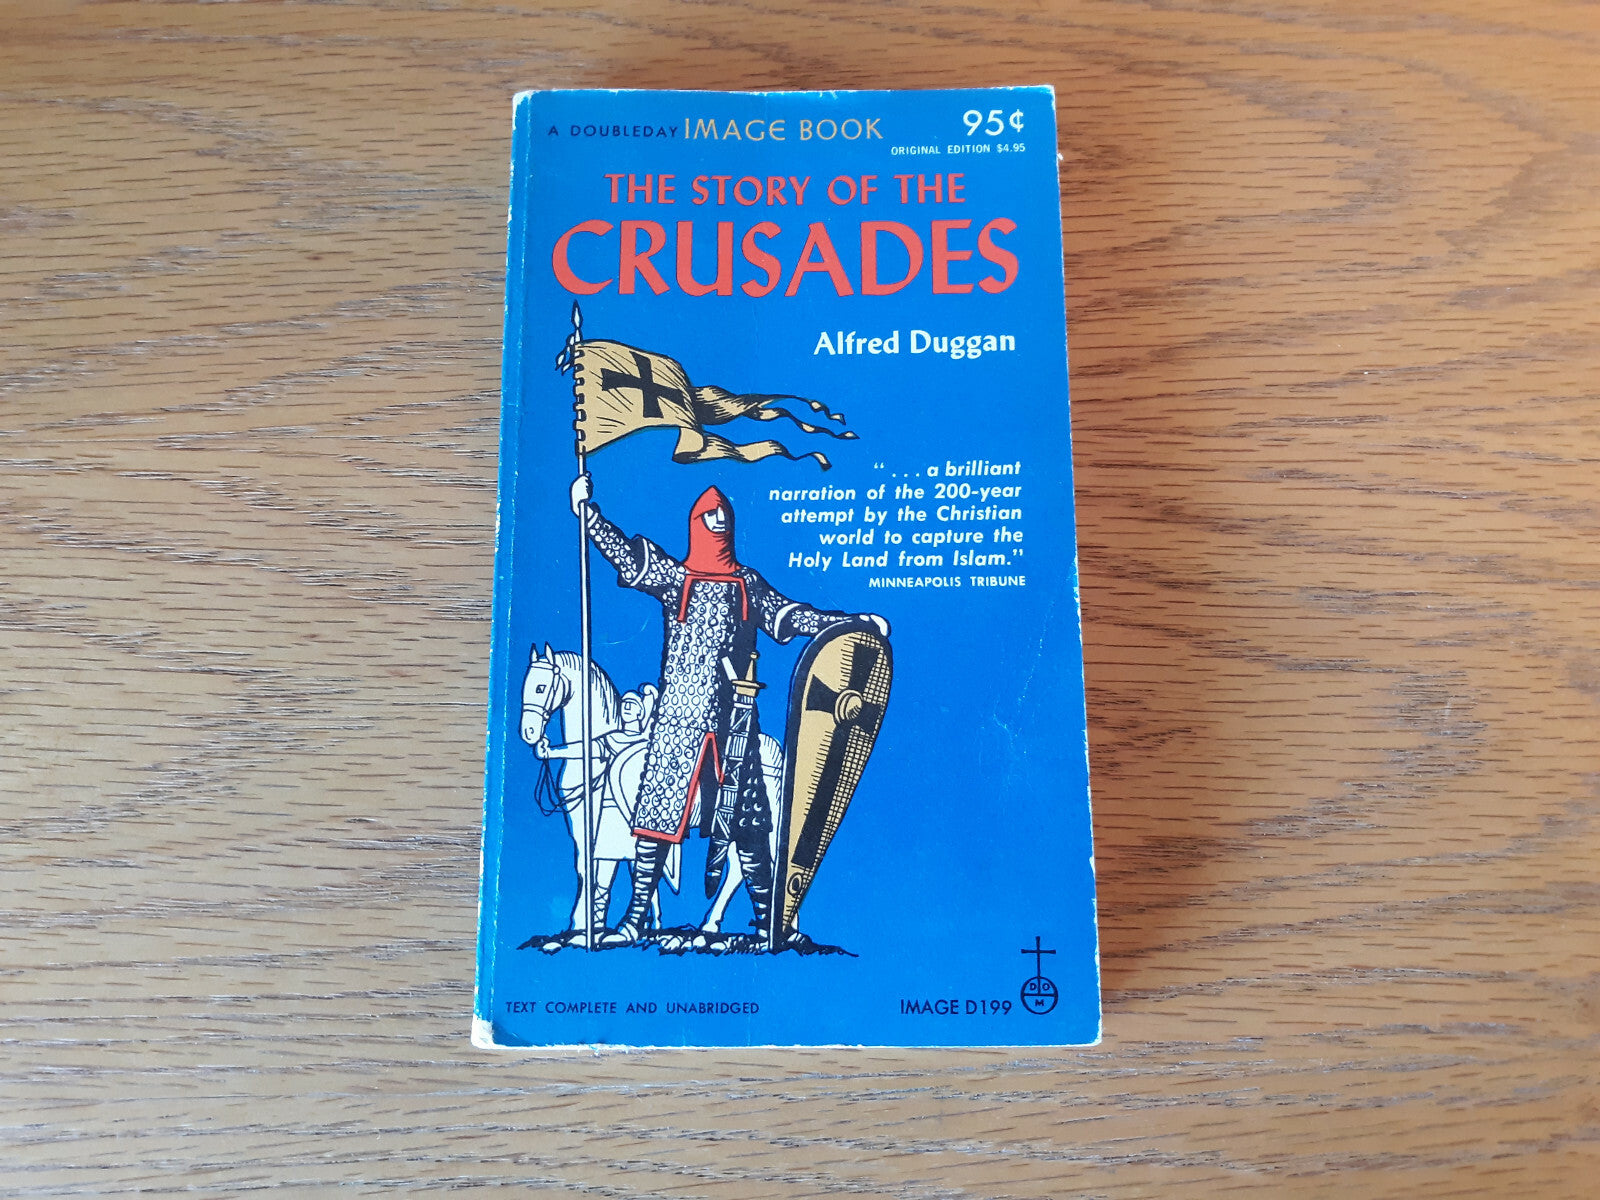 A DOUBLEDAY IMAGE BOOK 95¢
ORIGINAL EDITION $4.95
THE STORY OF THE
CRUSADES
Alfred Duggan
“ . . . a brilliant
narration of the 200-year
attempt by the Christian
world to capture the
Holy Land from Islam.”
MINNEAPOLIS TRIBUNE
TEXT COMPLETE AND UNABRIDGED
IMAGE D199
D O
M